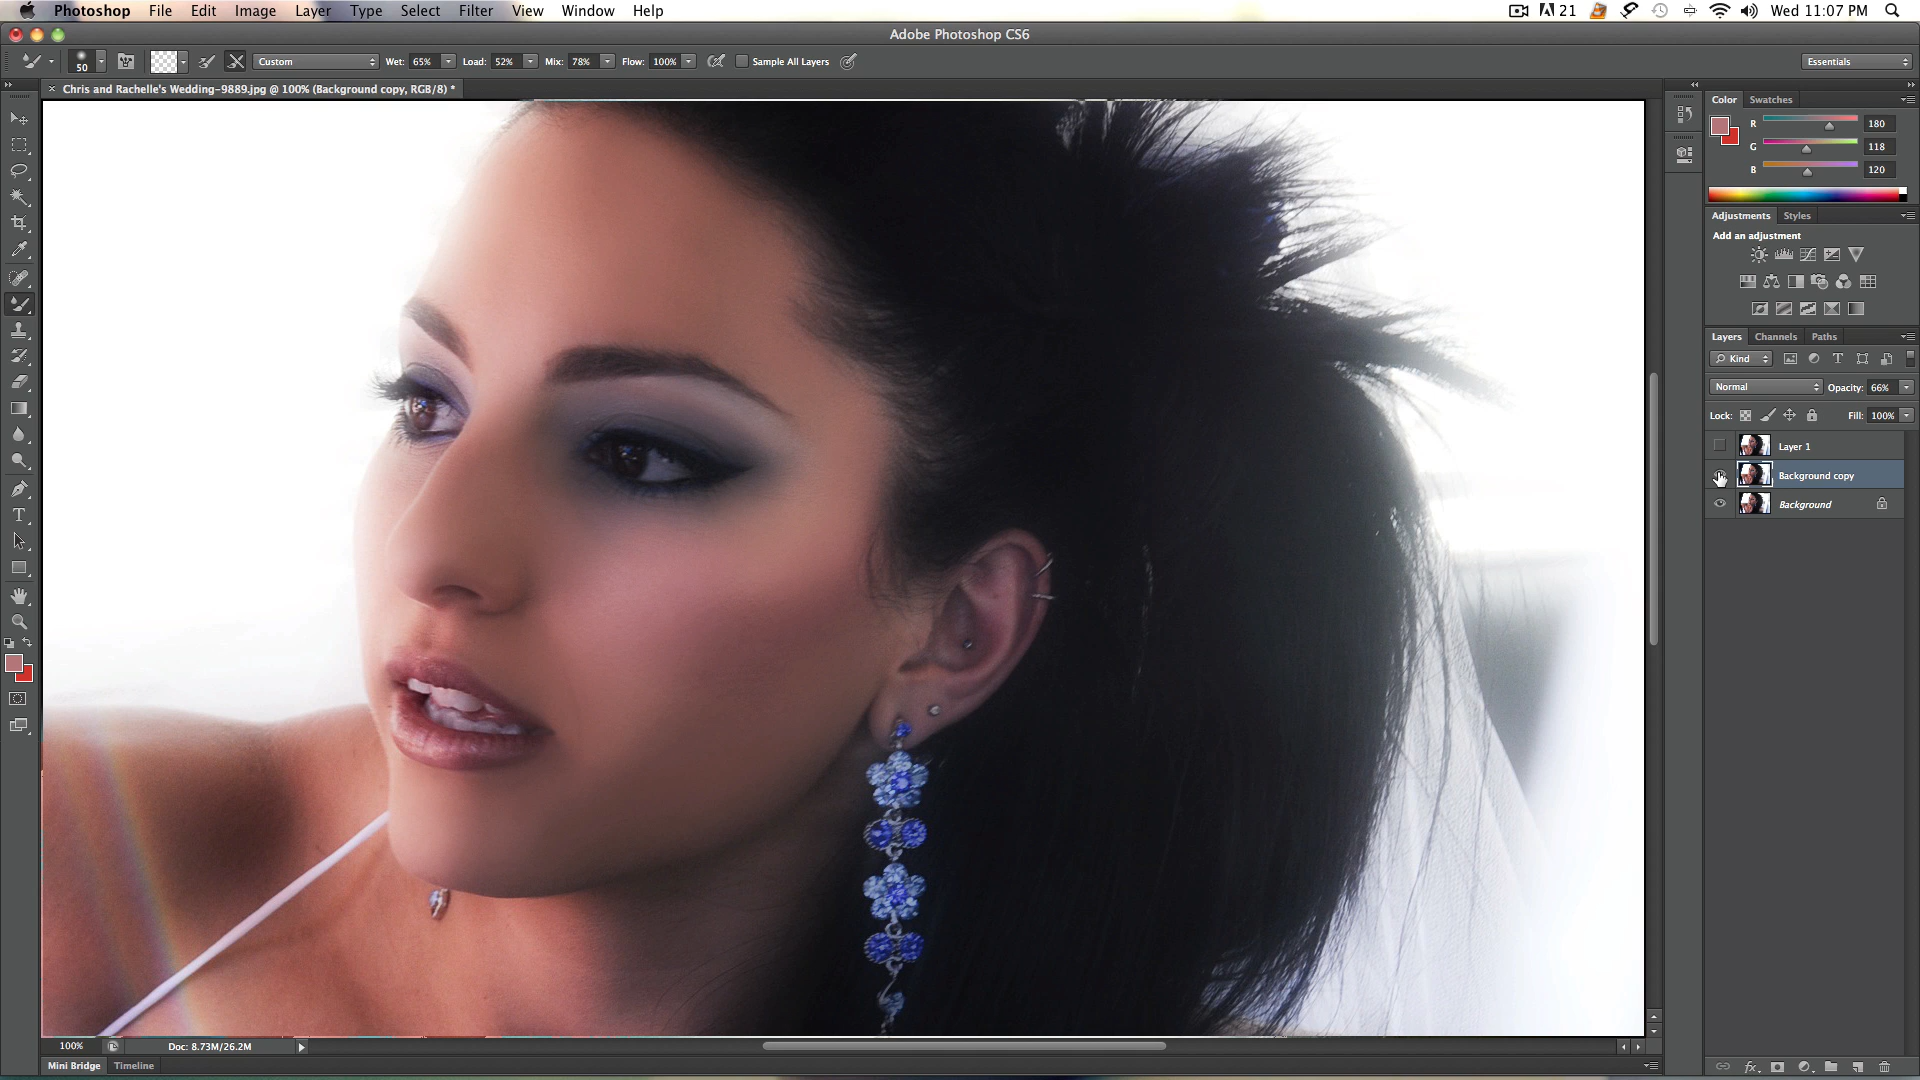 Photoshop File Edit Image Layer Type Select Filter View Window Help 21 Wed 11:07 PM
Adobe Photoshop CS6
50 Custom Wet: 65% Load: 52% Mix: 78% Flow: 100% Sample All Layers Essentials
Chris and Rachelle's Wedding-9889.jpg @ 100% (Background copy, RGB/8) *
Color Swatches
R 180
G 118
B 120
Adjustments Styles
Add an adjustment
Layers Channels Paths
Kind
Normal Opacity: 66%
Lock: Fill: 100%
Layer 1
Background copy
Background
100% Doc: 8.73M/26.2M
Mini Bridge Timeline